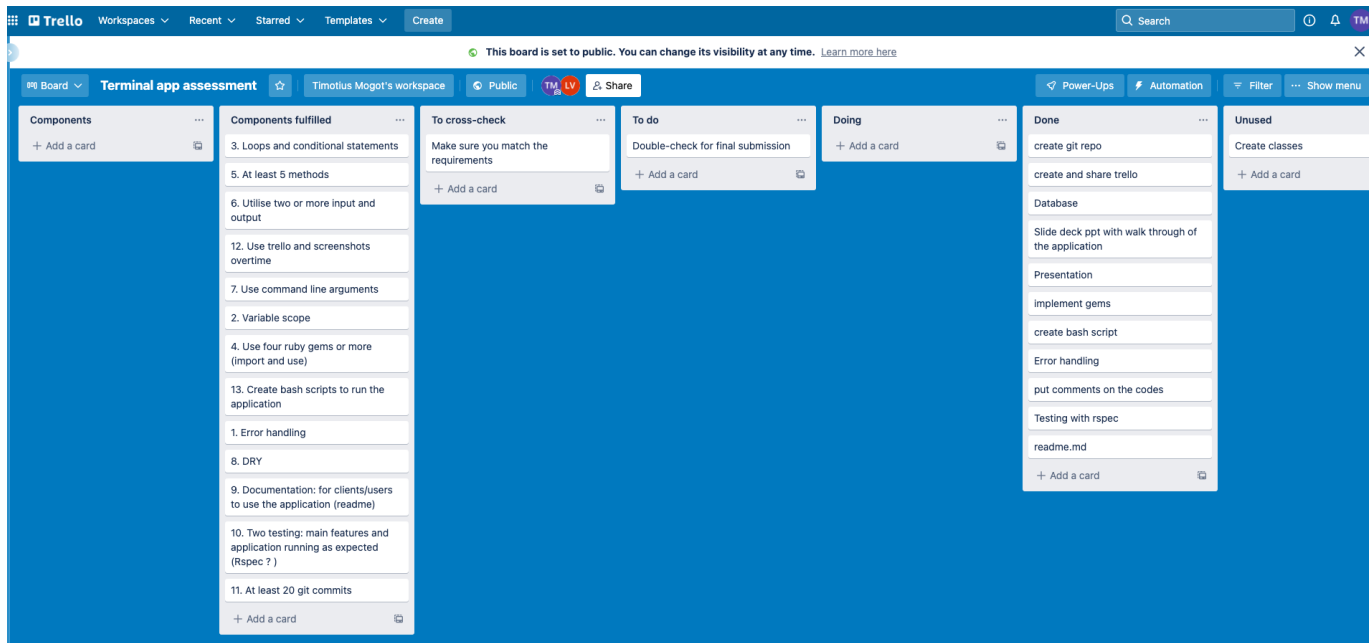 Trello
Workspaces
Recent
Starred
Templates
Create
Search
TM
This board is set to public. You can change its visibility at any time. Learn more here
Board
Terminal app assessment
Timotius Mogot's workspace
Public
TM
LV
Share
Power-Ups
Automation
Filter
Show menu
Components
+ Add a card
Components fulfilled
3. Loops and conditional statements
5. At least 5 methods
6. Utilise two or more input and
output
12. Use trello and screenshots
overtime
7. Use command line arguments
2. Variable scope
4. Use four ruby gems or more
(import and use)
13. Create bash scripts to run the
application
1. Error handling
8. DRY
9. Documentation: for clients/users
to use the application (readme)
10. Two testing: main features and
application running as expected
(Rspec ? )
11. At least 20 git commits
+ Add a card
To cross-check
Make sure you match the
requirements
+ Add a card
To do
Double-check for final submission
+ Add a card
Doing
+ Add a card
Done
create git repo
create and share trello
Database
Slide deck ppt with walk through of
the application
Presentation
implement gems
create bash script
Error handling
put comments on the codes
Testing with rspec
readme.md
+ Add a card
Unused
Create classes
+ Add a card